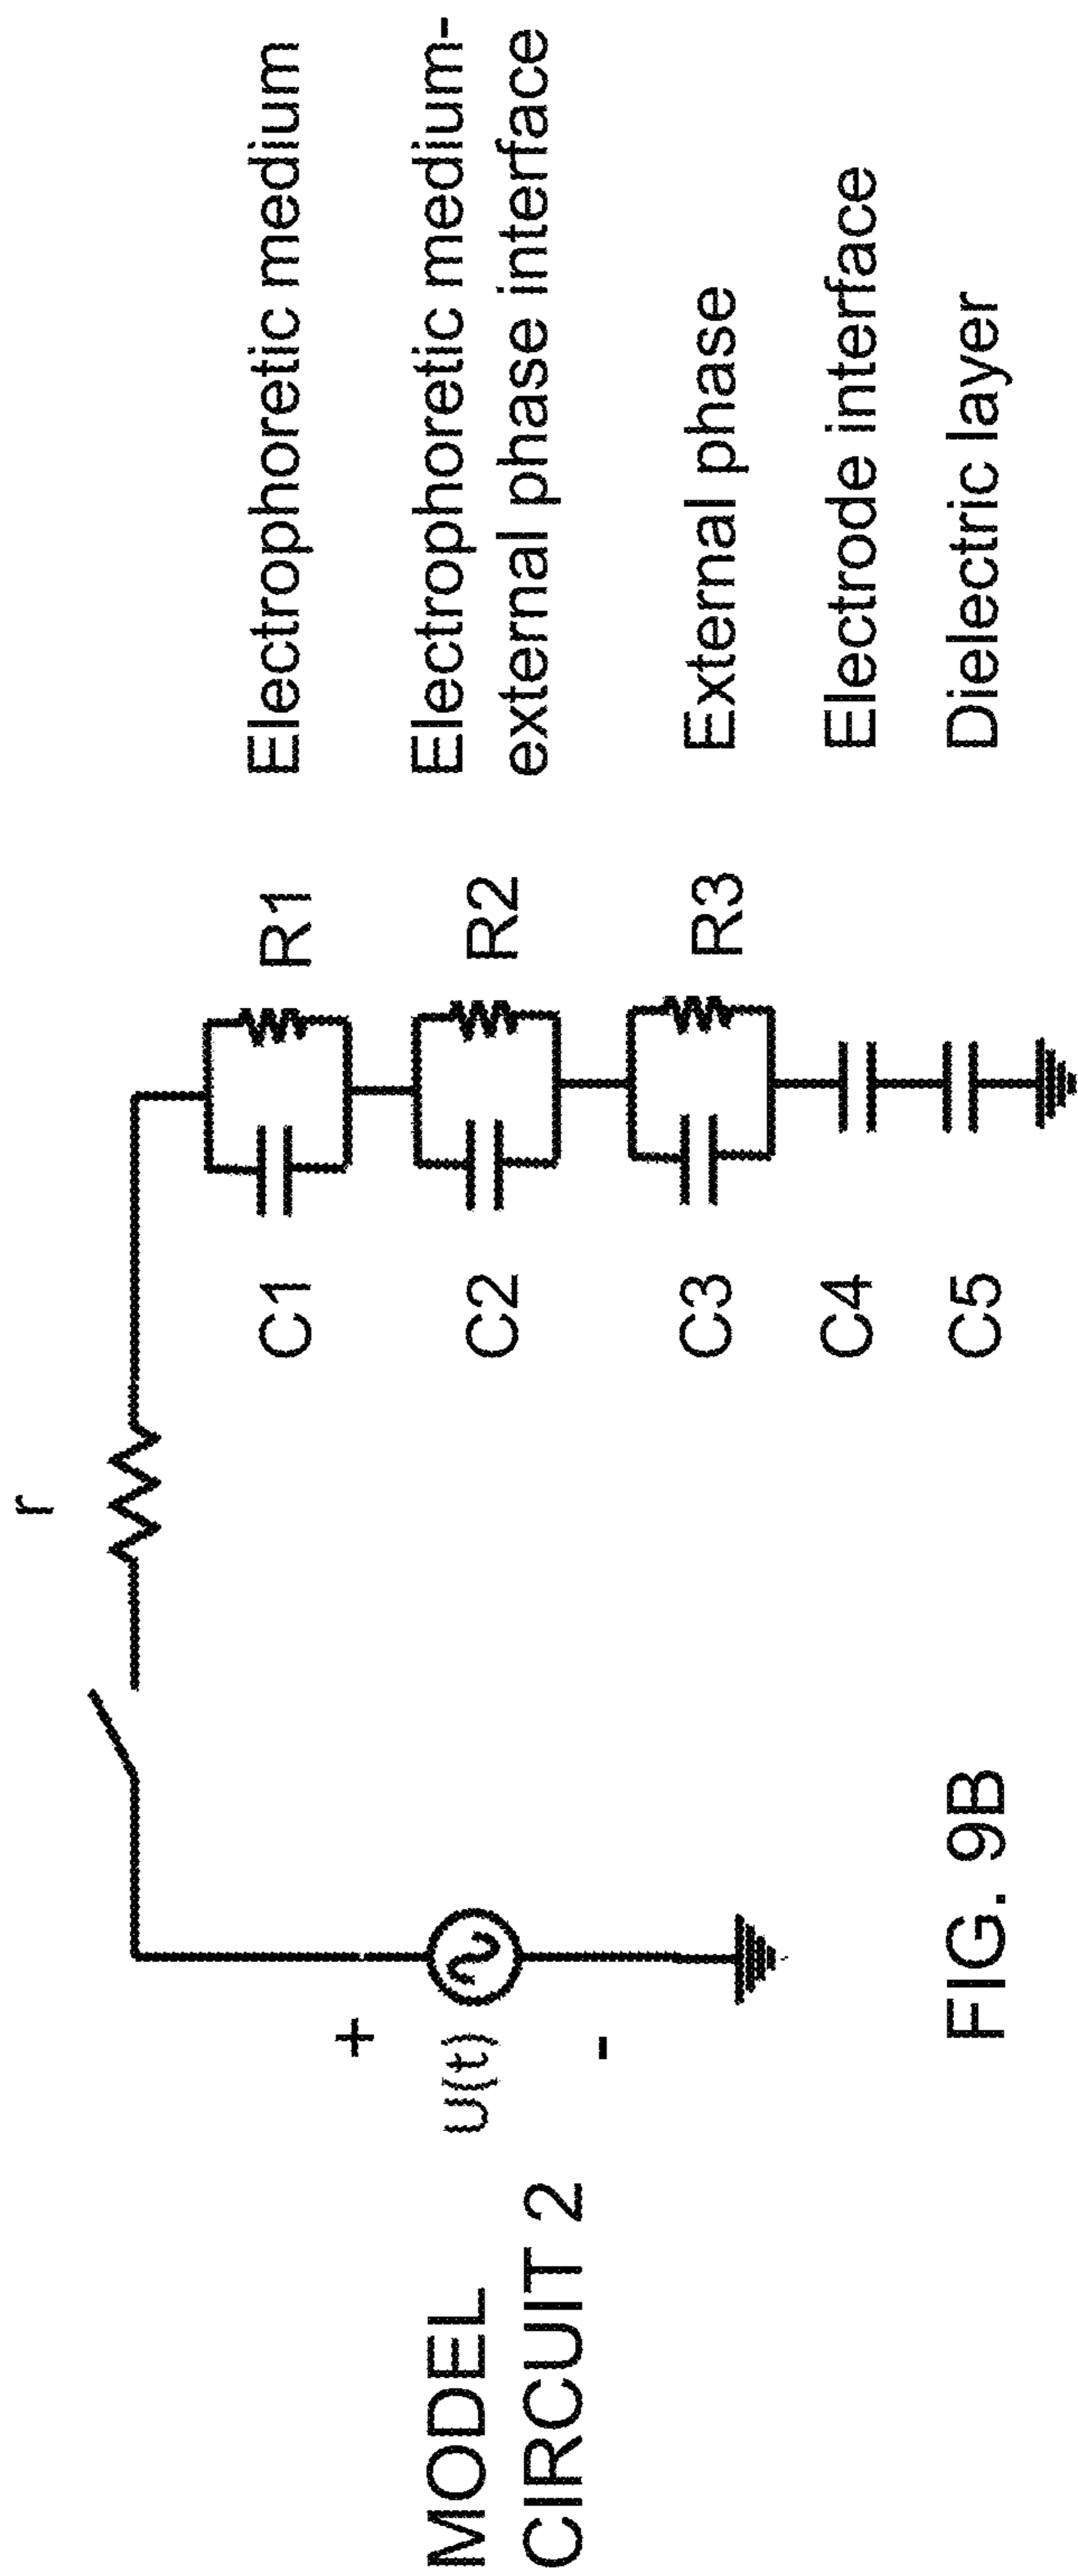 MODEL
CIRCUIT 2
+
U(t)
-
r
C1
R1
Electrophoretic medium
C2
R2
Electrophoretic medium-
external phase interface
C3
R3
External phase
C4
Electrode interface
C5
Dielectric layer
FIG. 9B